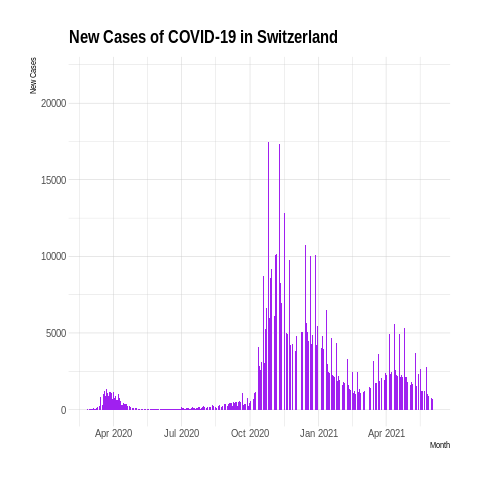 New Cases of COVID-19 in Switzerland
New Cases
20000
15000
10000
5000
0
Apr 2020 Jul 2020 Oct 2020 Jan 2021 Apr 2021
Month